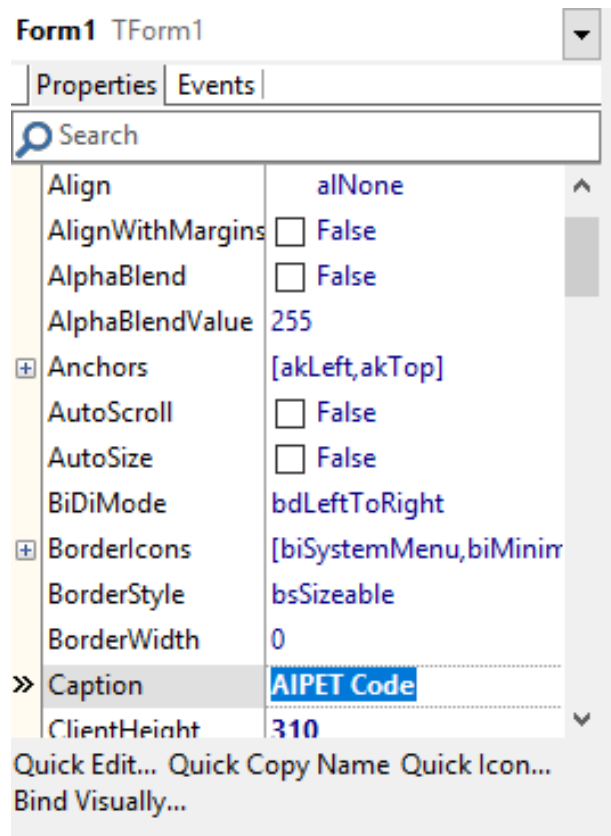 Form1 TForm1
Properties Events
Search
Align alNone
AlignWithMargins False
AlphaBlend False
AlphaBlendValue 255
Anchors [akLeft,akTop]
AutoScroll False
AutoSize False
BiDiMode bdLeftToRight
BorderIcons [biSystemMenu,biMinim
BorderStyle bsSizeable
BorderWidth 0
Caption AIPET Code
ClientHeight 310
Quick Edit... Quick Copy Name Quick Icon...
Bind Visually...